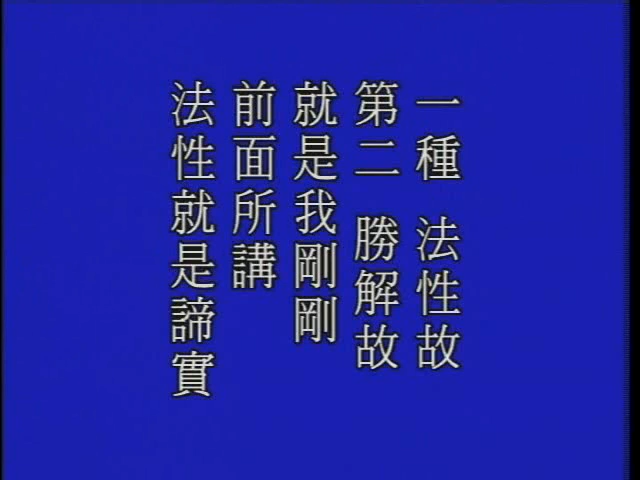 一種 法性故
第二 勝解故
就是我剛剛
前面所講
法性就是諦實